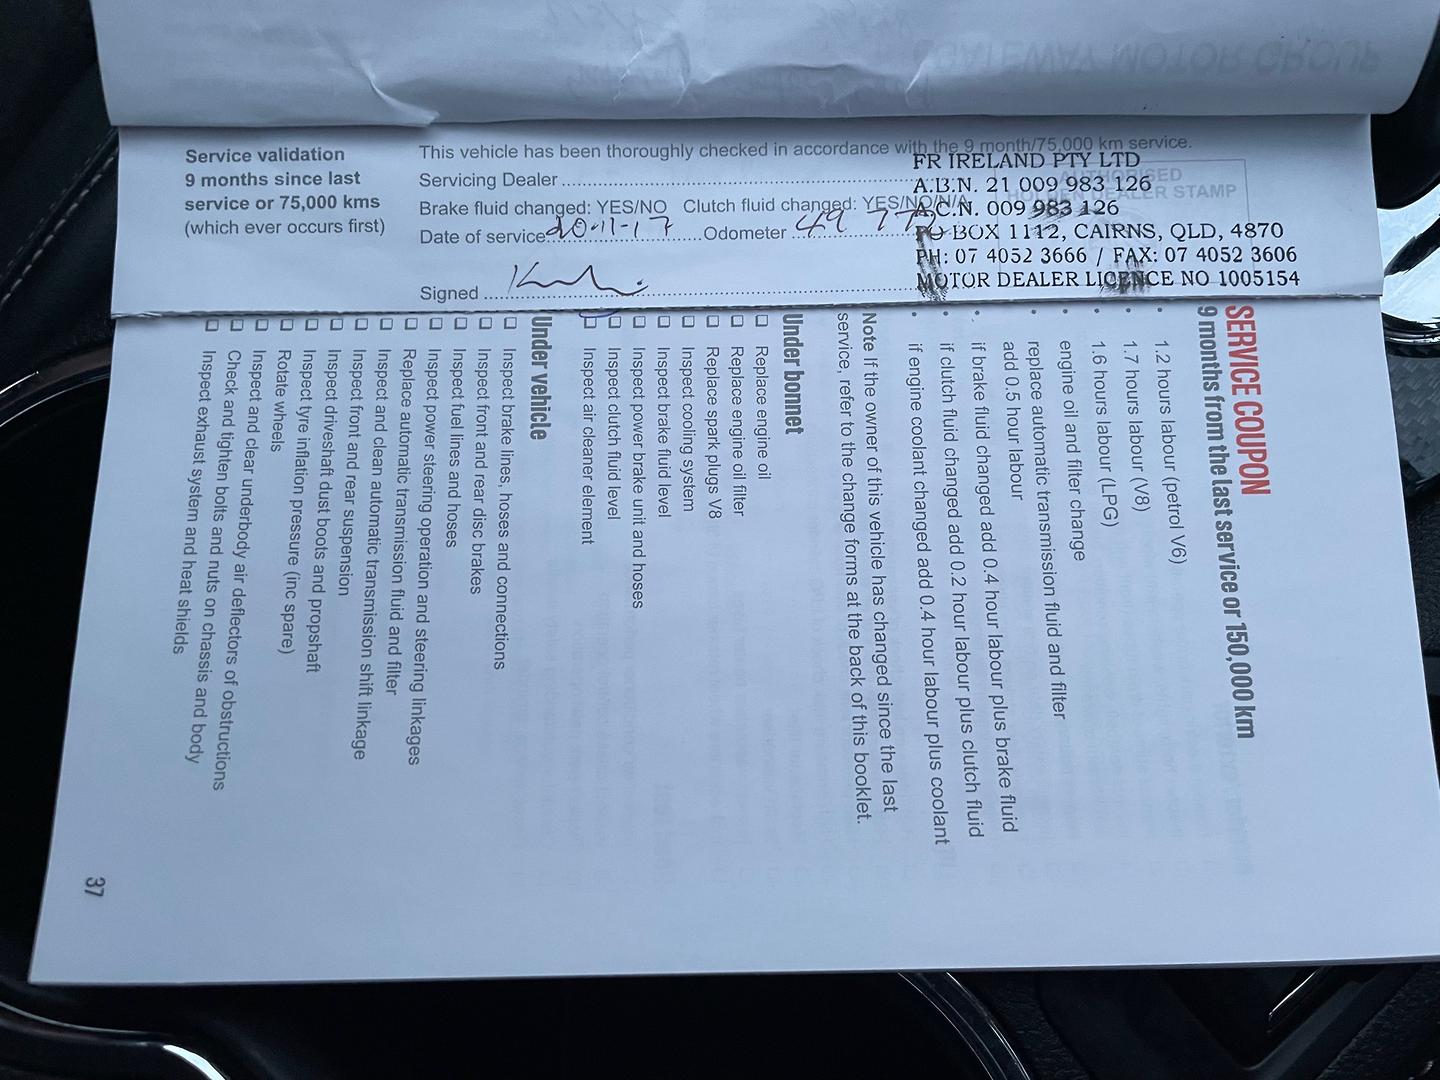 GATEWAY MOTOR GROUP
Service validation
9 months since last
service or 75,000 kms
(which ever occurs first)
This vehicle has been thoroughly checked in accordance with the 9 month/75,000 km service.
Servicing Dealer
Brake fluid changed: YES/NO Clutch fluid changed: YES/NO/N/A
Date of service: 20-11-17 Odometer 49 77
Signed
AUTHORISED
HOLDEN DEALER STAMP
FR IRELAND PTY LTD
A.B.N. 21 009 983 126
A.C.N. 009 983 126
PO BOX 1112, CAIRNS, QLD, 4870
PH: 07 4052 3666 / FAX: 07 4052 3606
MOTOR DEALER LICENCE NO 1005154
SERVICE COUPON
9 months from the last service or 150,000 km
• 1.2 hours labour (petrol V6)
• 1.7 hours labour (V8)
• 1.6 hours labour (LPG)
• engine oil and filter change
• replace automatic transmission fluid and filter
add 0.5 hour labour
• if brake fluid changed add 0.4 hour labour plus brake fluid
• if clutch fluid changed add 0.2 hour labour plus clutch fluid
• if engine coolant changed add 0.4 hour labour plus coolant
Note If the owner of this vehicle has changed since the last
service, refer to the change forms at the back of this booklet.
Under bonnet
❑ Replace engine oil
❑ Replace engine oil filter
❑ Replace spark plugs V8
❑ Inspect cooling system
❑ Inspect brake fluid level
❑ Inspect power brake unit and hoses
❑ Inspect clutch fluid level
❑ Inspect air cleaner element
Under vehicle
❑ Inspect brake lines, hoses and connections
❑ Inspect front and rear disc brakes
❑ Inspect fuel lines and hoses
❑ Inspect power steering operation and steering linkages
❑ Replace automatic transmission fluid and filter
❑ Inspect and clean automatic transmission shift linkage
❑ Inspect front and rear suspension
❑ Inspect driveshaft dust boots and propshaft
❑ Inspect tyre inflation pressure (inc spare)
❑ Rotate wheels
❑ Inspect and clear underbody air deflectors of obstructions
❑ Check and tighten bolts and nuts on chassis and body
❑ Inspect exhaust system and heat shields
37